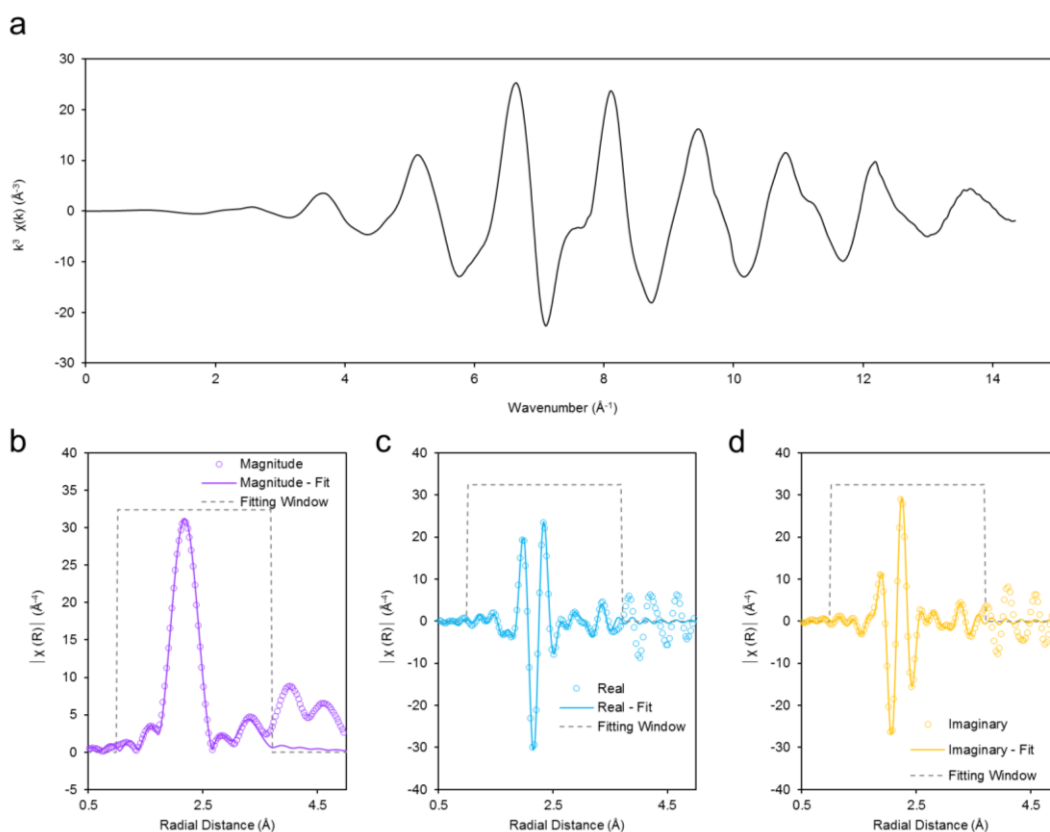 a
30
20
10
0
-10
-20
-30
k³ χ(k) (Å⁻³)
0 2 4 6 8 10 12 14
Wavenumber (Å⁻¹)
b
40
35
30
25
20
15
10
5
0
-5
|χ (R)| (Å⁻⁴)
Magnitude
Magnitude - Fit
Fitting Window
0.5 2.5 4.5
Radial Distance (Å)
c
40
30
20
10
0
-10
-20
-30
-40
|χ (R)| (Å⁻⁴)
Real
Real - Fit
Fitting Window
0.5 2.5 4.5
Radial Distance (Å)
d
40
30
20
10
0
-10
-20
-30
-40
|χ (R)| (Å⁻⁴)
Imaginary
Imaginary - Fit
Fitting Window
0.5 2.5 4.5
Radial Distance (Å)